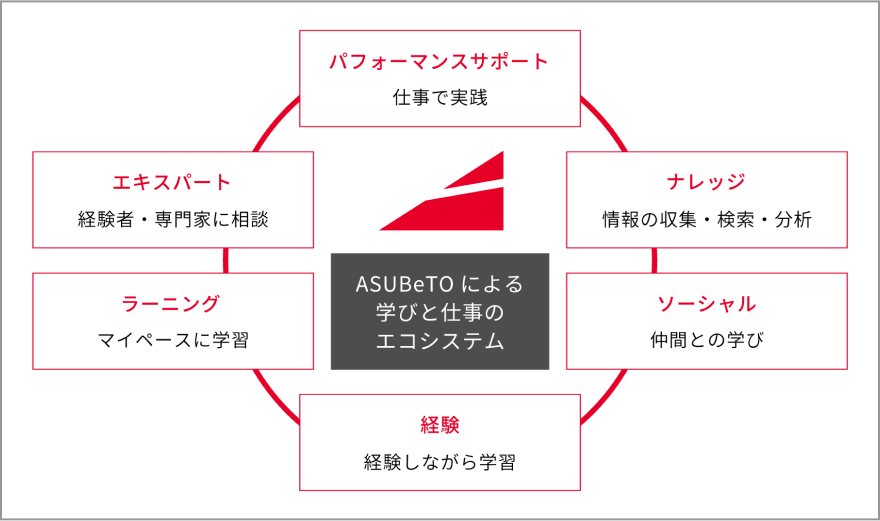 パフォーマンスサポート
仕事で実践
エキスパート
経験者・専門家に相談
ナレッジ
情報の収集・検索・分析
ASUBeTO による
学びと仕事の
エコシステム
ラーニング
マイペースに学習
ソーシャル
仲間との学び
経験
経験しながら学習